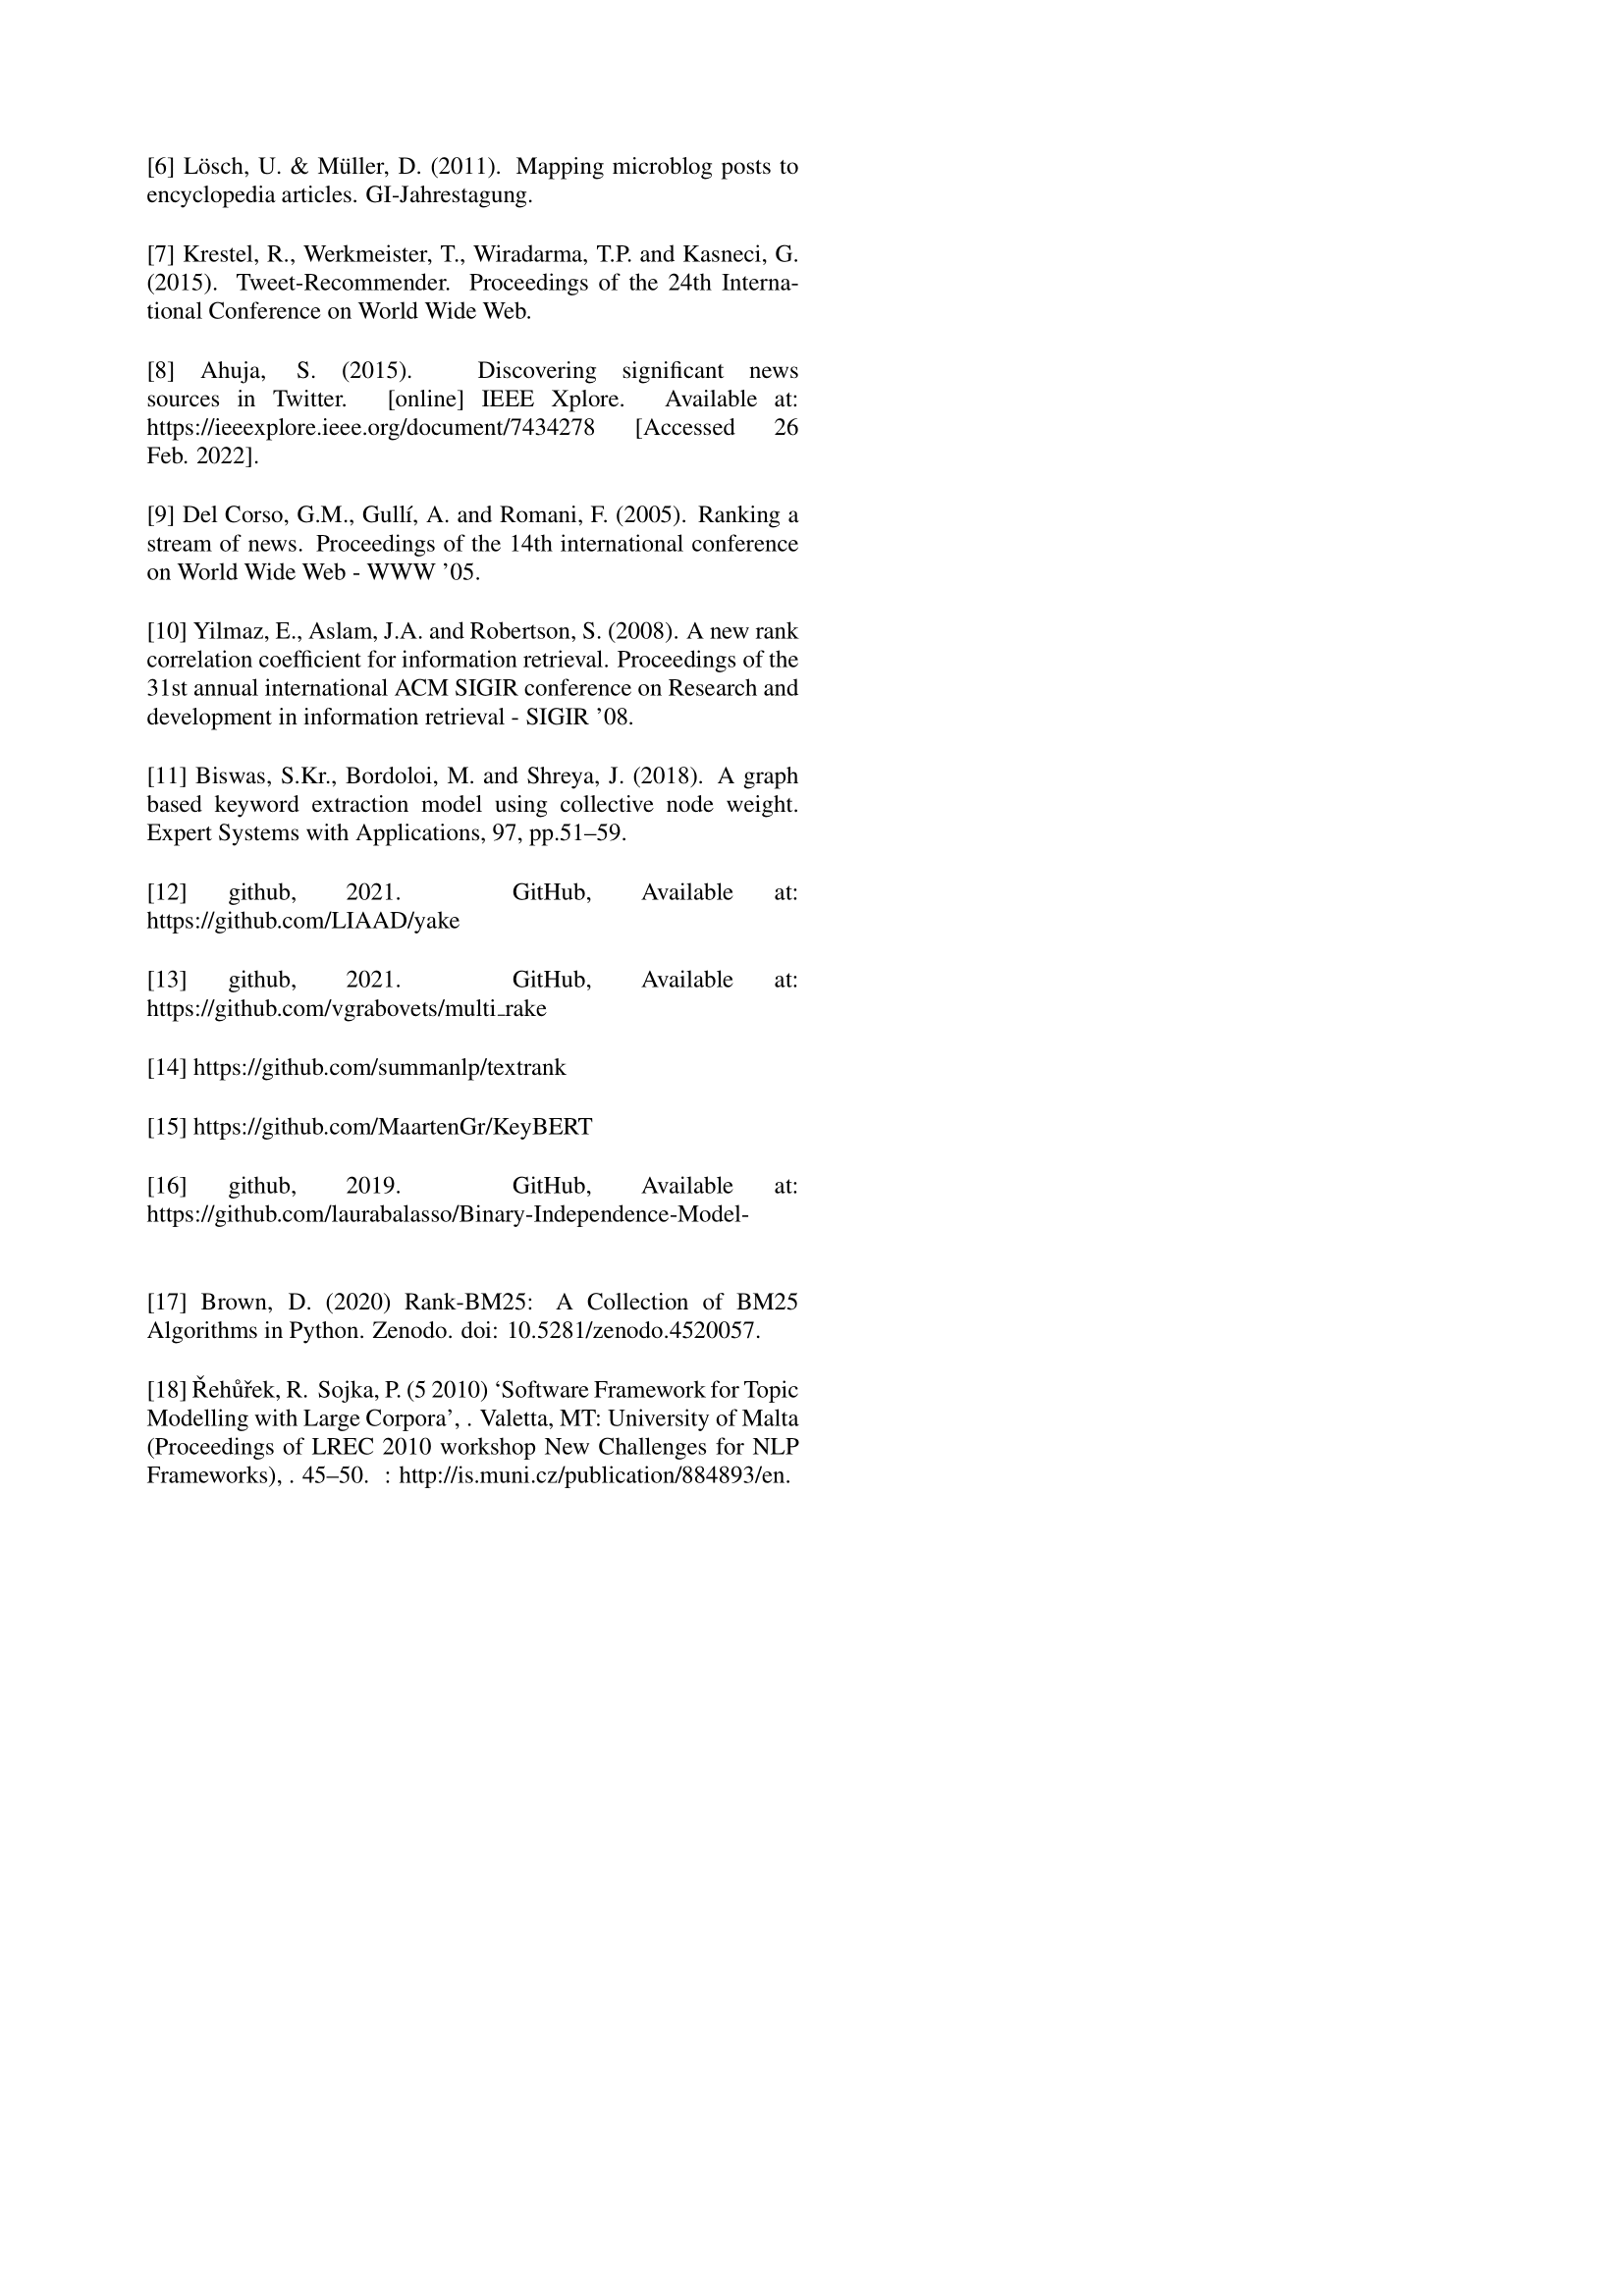 [6] Lösch, U. & Müller, D. (2011). Mapping microblog posts to
encyclopedia articles. GI-Jahrestagung.
[7] Krestel, R., Werkmeister, T., Wiradarma, T.P. and Kasneci, G.
(2015). Tweet-Recommender. Proceedings of the 24th Interna-
tional Conference on World Wide Web.
[8] Ahuja, S. (2015). Discovering significant news
sources in Twitter. [online] IEEE Xplore. Available at:
https://ieeexplore.ieee.org/document/7434278 [Accessed 26
Feb. 2022].
[9] Del Corso, G.M., Gullí, A. and Romani, F. (2005). Ranking a
stream of news. Proceedings of the 14th international conference
on World Wide Web - WWW ’05.
[10] Yilmaz, E., Aslam, J.A. and Robertson, S. (2008). A new rank
correlation coefficient for information retrieval. Proceedings of the
31st annual international ACM SIGIR conference on Research and
development in information retrieval - SIGIR ’08.
[11] Biswas, S.Kr., Bordoloi, M. and Shreya, J. (2018). A graph
based keyword extraction model using collective node weight.
Expert Systems with Applications, 97, pp.51–59.
[12] github, 2021. GitHub, Available at:
https://github.com/LIAAD/yake
[13] github, 2021. GitHub, Available at:
https://github.com/vgrabovets/multi_rake
[14] https://github.com/summanlp/textrank
[15] https://github.com/MaartenGr/KeyBERT
[16] github, 2019. GitHub, Available at:
https://github.com/laurabalasso/Binary-Independence-Model-
[17] Brown, D. (2020) Rank-BM25: A Collection of BM25
Algorithms in Python. Zenodo. doi: 10.5281/zenodo.4520057.
[18] Řehůřek, R. Sojka, P. (5 2010) ‘Software Framework for Topic
Modelling with Large Corpora’, . Valetta, MT: University of Malta
(Proceedings of LREC 2010 workshop New Challenges for NLP
Frameworks), . 45–50. : http://is.muni.cz/publication/884893/en.